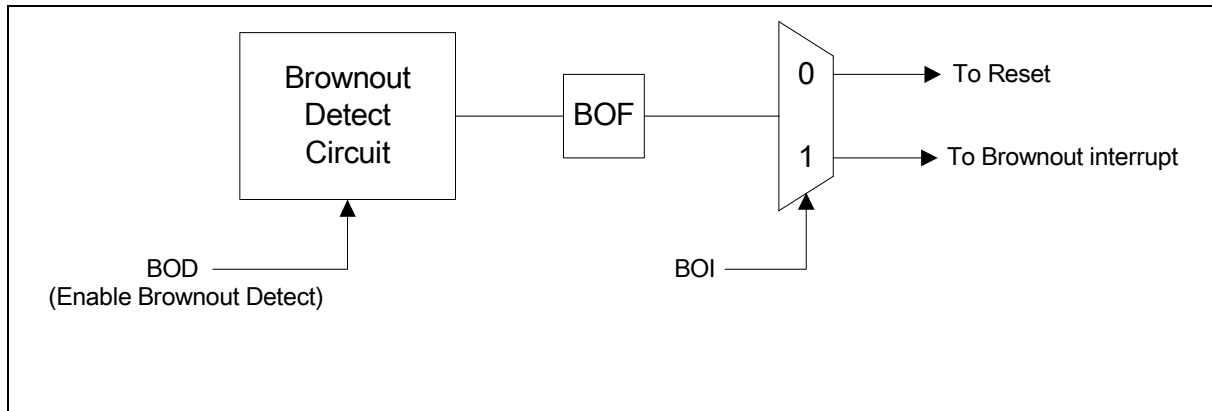 Brownout
Detect
Circuit
BOF
0
1
To Reset
To Brownout interrupt
BOD
(Enable Brownout Detect)
BOI